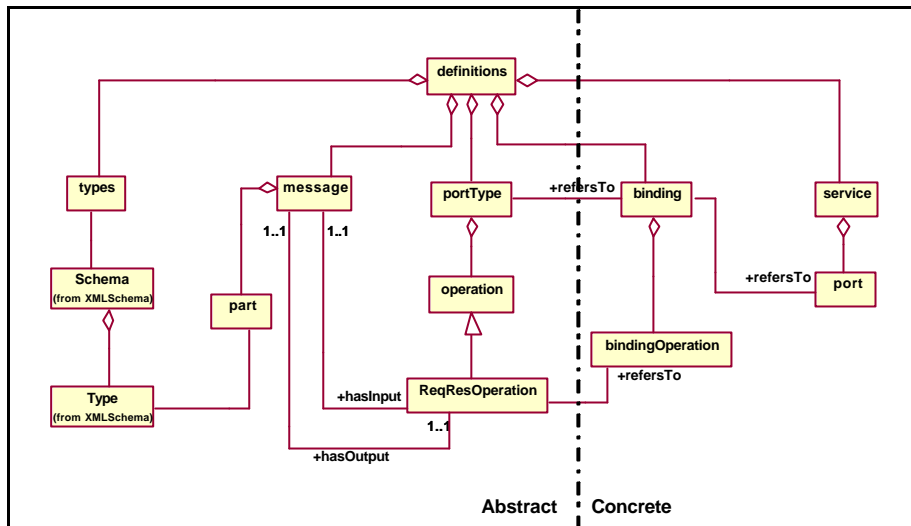 definitions
types
message
portType
+refersTo
binding
service
1..1
1..1
Schema
(from XMLSchema)
part
operation
+refersTo
port
bindingOperation
Type
(from XMLSchema)
+hasInput
ReqResOperation
+refersTo
1..1
+hasOutput
Abstract
Concrete